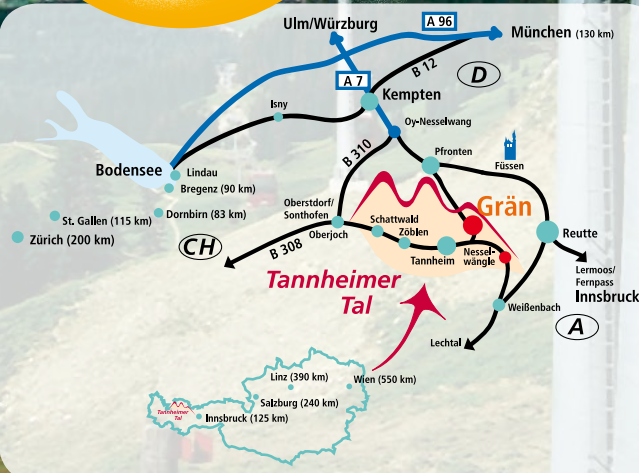 Ulm/Würzburg
A 96
München (130 km)
A 7
B 12
D
Kempten
Isny
Oy-Nesselwang
B 310
Pfronten
Füssen
Bodensee
Lindau
Bregenz (90 km)
Dornbirn (83 km)
St. Gallen (115 km)
Zürich (200 km)
Oberstdorf/
Sonthofen
Oberjoch
Schattwald
Zöblen
Grän
Reutte
CH
B 308
Tannheim
Nessel-
wängle
Lermoos/
Fernpass
Innsbruck
Tannheimer
Tal
Weißenbach
A
Lechtal
Linz (390 km)
Wien (550 km)
Salzburg (240 km)
Tannheimer
Tal
Innsbruck (125 km)